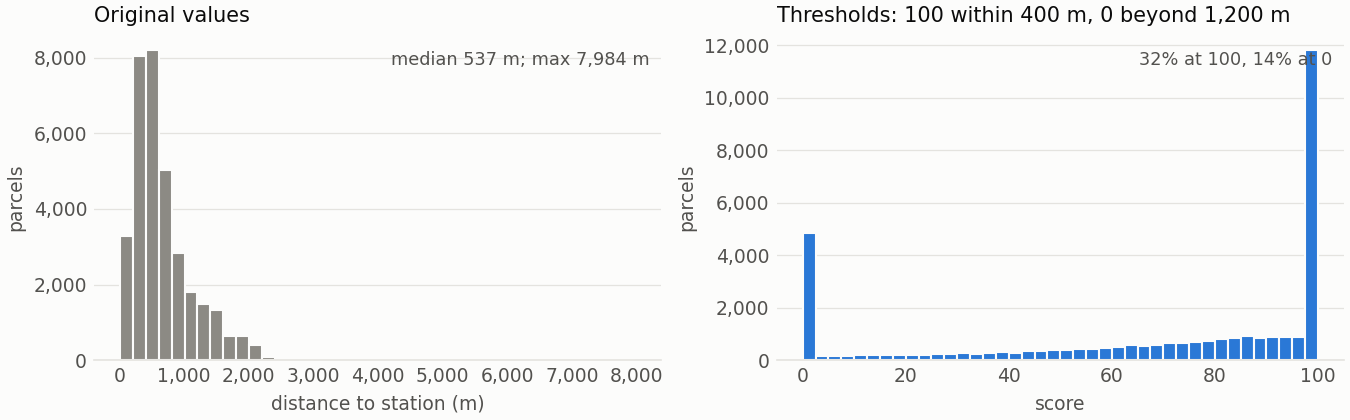 Original values
median 537 m; max 7,984 m
8,000
6,000
4,000
2,000
0
parcels
0 1,000 2,000 3,000 4,000 5,000 6,000 7,000 8,000
distance to station (m)
Thresholds: 100 within 400 m, 0 beyond 1,200 m
32% at 100, 14% at 0
12,000
10,000
8,000
6,000
4,000
2,000
0
parcels
0 20 40 60 80 100
score